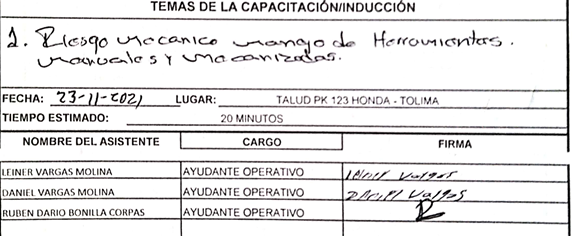 TEMAS DE LA CAPACITACIÓN/INDUCCIÓN
1. Riesgo mecanico manejo de Herramientas.
manuales y mecanizadas.
FECHA: 23-11-2021 LUGAR: TALUD PK 123 HONDA - TOLIMA
TIEMPO ESTIMADO: 20 MINUTOS
NOMBRE DEL ASISTENTE CARGO FIRMA
LEINER VARGAS MOLINA AYUDANTE OPERATIVO Vargas
DANIEL VARGAS MOLINA AYUDANTE OPERATIVO Daniel Vargas
RUBEN DARIO BONILLA CORPAS AYUDANTE OPERATIVO